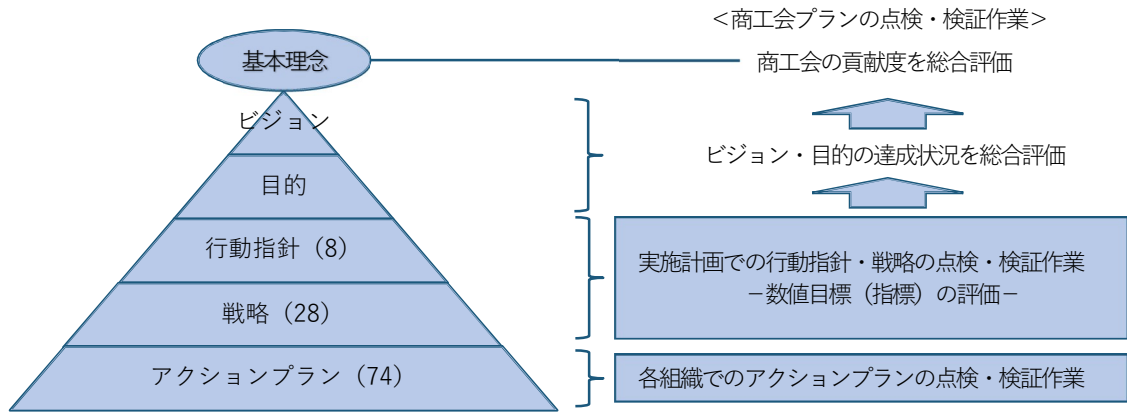 <商工会プランの点検・検証作業>
基本理念
商工会の貢献度を総合評価
ビジョン
ビジョン・目的の達成状況を総合評価
目的
行動指針（8）
実施計画での行動指針・戦略の点検・検証作業
－数値目標（指標）の評価－
戦略（28）
アクションプラン（74）
各組織でのアクションプランの点検・検証作業